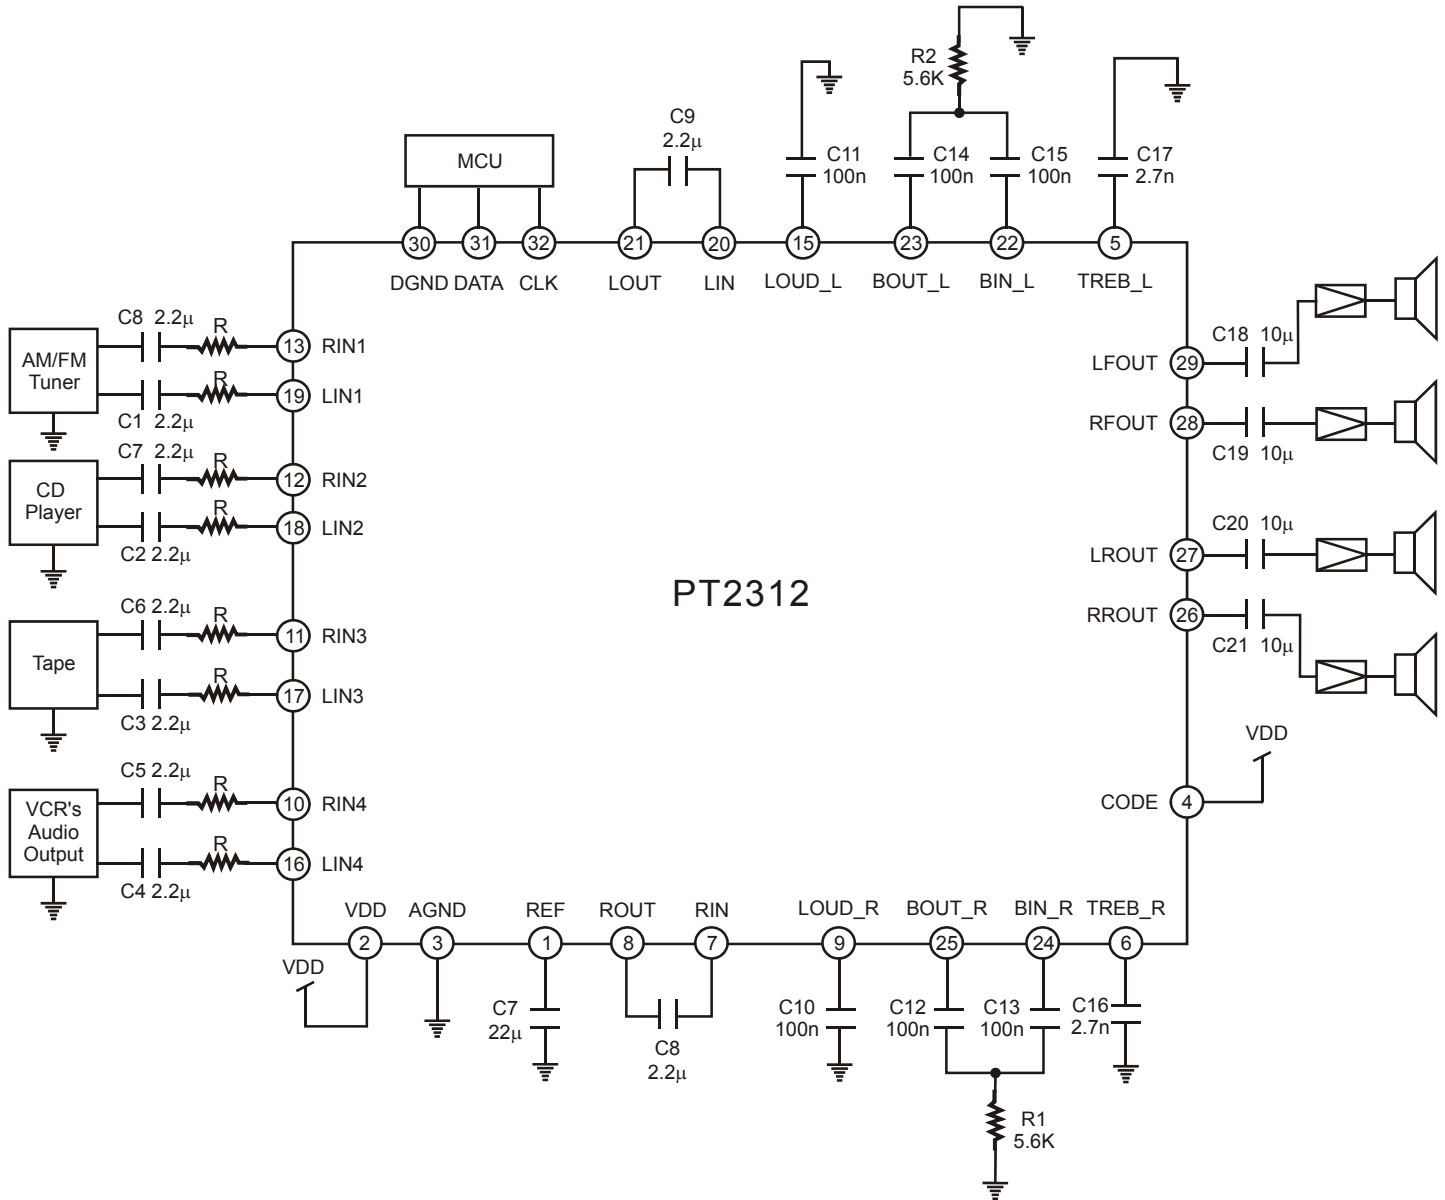 R2
5.6K
C9
2.2μ
MCU
C11
100n
C14
100n
C15
100n
C17
2.7n
30
31
32
21
20
15
23
22
5
DGND DATA CLK
LOUT
LIN
LOUD_L
BOUT_L
BIN_L
TREB_L
AM/FM
Tuner
C8 2.2μ
R
13 RIN1
R
19 LIN1
C1 2.2μ
CD
Player
C7 2.2μ
R
12 RIN2
R
18 LIN2
C2 2.2μ
Tape
C6 2.2μ
R
11 RIN3
R
17 LIN3
C3 2.2μ
VCR's
Audio
Output
C5 2.2μ
R
10 RIN4
R
16 LIN4
C4 2.2μ
PT2312
LFOUT 29
C18 10μ
RFOUT 28
C19 10μ
LROUT 27
C20 10μ
RROUT 26
C21 10μ
VDD
CODE 4
VDD
AGND
REF
ROUT
RIN
LOUD_R
BOUT_R
BIN_R
TREB_R
2
3
1
8
7
9
25
24
6
VDD
C7
22μ
C8
2.2μ
C10
100n
C12
100n
C13
100n
C16
2.7n
R1
5.6K